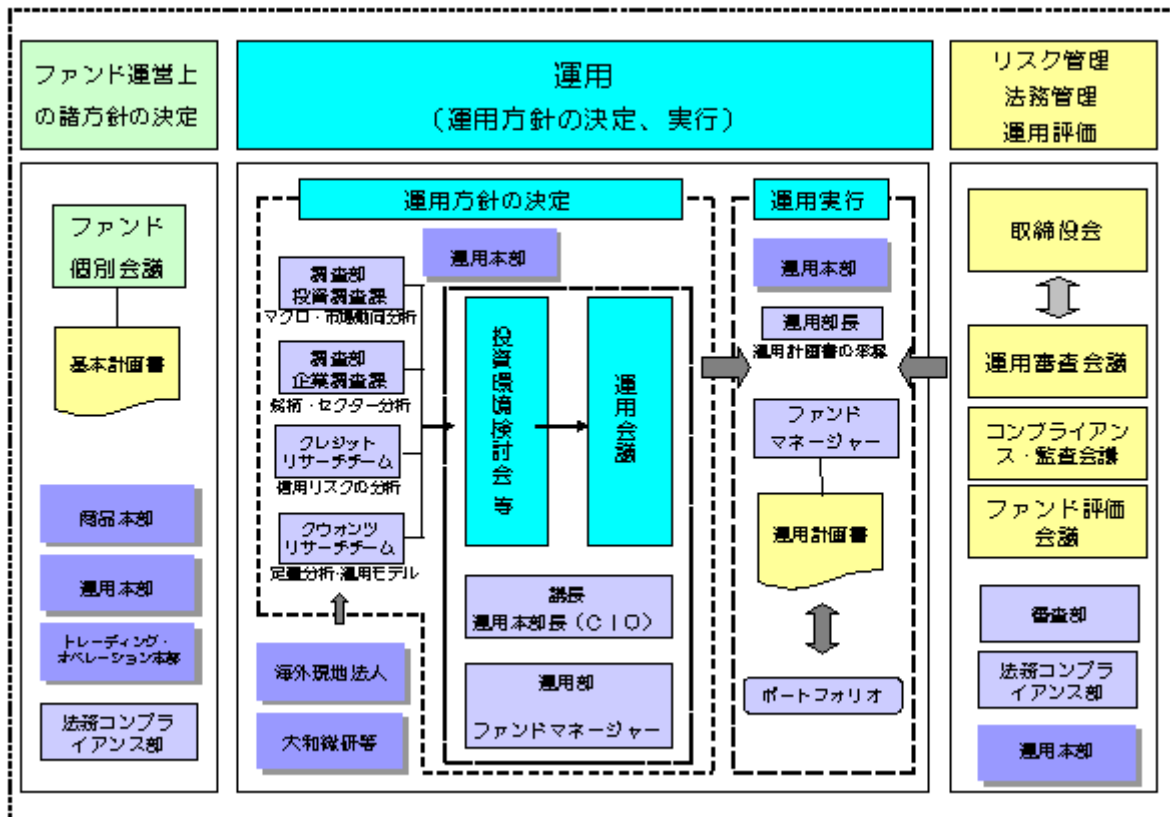 ファンド運営上
の諸方針の決定
運用
（運用方針の決定、実行）
リスク管理
法務管理
運用評価
ファンド
個別会議
基本計画書
商品本部
運用本部
トレーディング・
オペレーション本部
法務コンプラ
イアンス部
運用方針の決定
運用本部
調査部
投資調査課
マクロ・市場動向分析
調査部
企業調査課
銘柄・セクター分析
クレジット
リサーチチーム
信用リスクの分析
クウォンツ
リサーチチーム
定量分析・運用モデル
海外現地法人
大和総研等
投資環境検討会 等
運用会議
議長
運用本部長（ＣＩＯ）
運用部
ファンドマネージャー
運用実行
運用本部
運用部長
運用計画書の承認
ファンド
マネージャー
運用計画書
ポートフォリオ
取締役会
運用審査会議
コンプライアン
ス・監査会議
ファンド評価
会議
審査部
法務コンプラ
イアンス部
運用本部